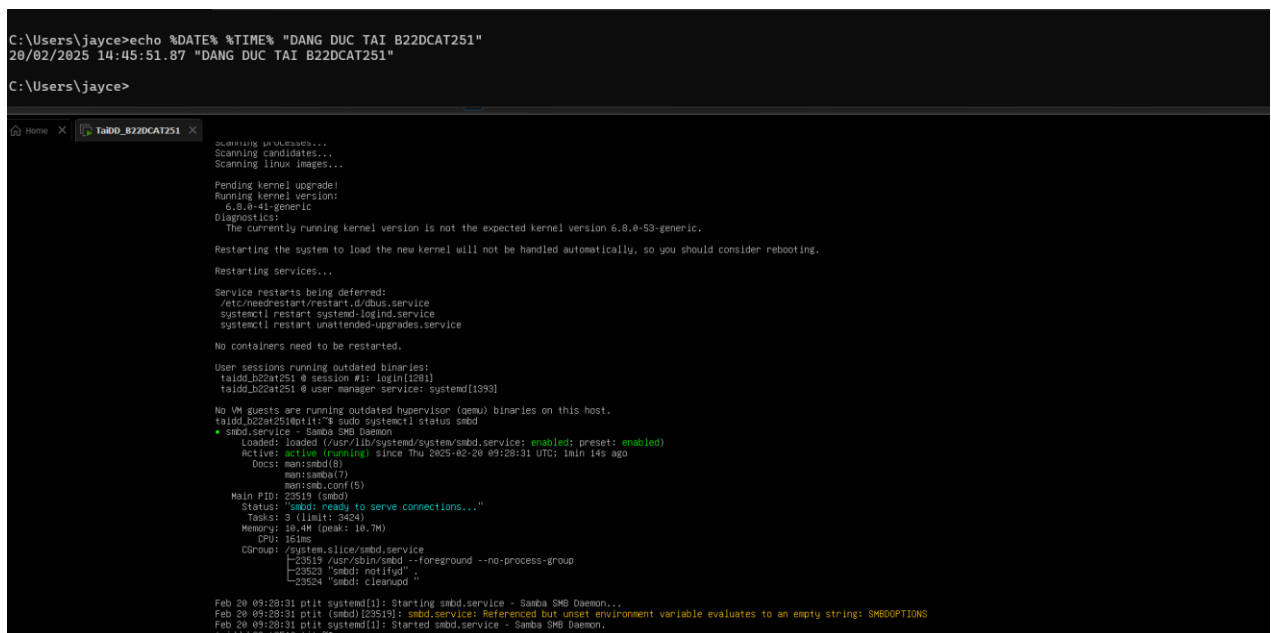 C:\Users\jayce>echo %DATE% %TIME% "DANG DUC TAI B22DCAT251"
20/02/2025 14:45:51.87 "DANG DUC TAI B22DCAT251"
C:\Users\jayce>
Home TaiDD_B22DCAT251
Scanning processes...
Scanning candidates...
Scanning linux images...
Pending kernel upgrade!
Running kernel version:
6.8.0-41-generic
Diagnostics:
The currently running kernel version is not the expected kernel version 6.8.0-53-generic.
Restarting the system to load the new kernel will not be handled automatically, so you should consider rebooting.
Restarting services...
Service restarts being deferred:
/etc/needrestart/restart.d/dbus.service
systemctl restart systemd-logind.service
systemctl restart unattended-upgrades.service
No containers need to be restarted.
User sessions running outdated binaries:
taidd_b22at251 @ session #1: login[1281]
taidd_b22at251 @ user manager service: systemd[1393]
No VM guests are running outdated hypervisor (qemu) binaries on this host.
taidd_b22at251@ptit:~$ sudo systemctl status smbd
● smbd.service - Samba SMB Daemon
Loaded: loaded (/usr/lib/systemd/system/smbd.service; enabled; preset: enabled)
Active: active (running) since Thu 2025-02-20 09:28:31 UTC; 1min 14s ago
Docs: man:smbd(8)
man:samba(7)
man:smb.conf(5)
Main PID: 23519 (smbd)
Status: "smbd: ready to serve connections..."
Tasks: 3 (limit: 3424)
Memory: 10.4M (peak: 10.7M)
CPU: 161ms
CGroup: /system.slice/smbd.service
├─23519 /usr/sbin/smbd --foreground --no-process-group
├─23523 "smbd: notifyd" .
└─23524 "smbd: cleanupd "
Feb 20 09:28:31 ptit systemd[1]: Starting smbd.service - Samba SMB Daemon...
Feb 20 09:28:31 ptit (smbd)[23519]: smbd.service: Referenced but unset environment variable evaluates to an empty string: SMBDOPTIONS
Feb 20 09:28:31 ptit systemd[1]: Started smbd.service - Samba SMB Daemon.